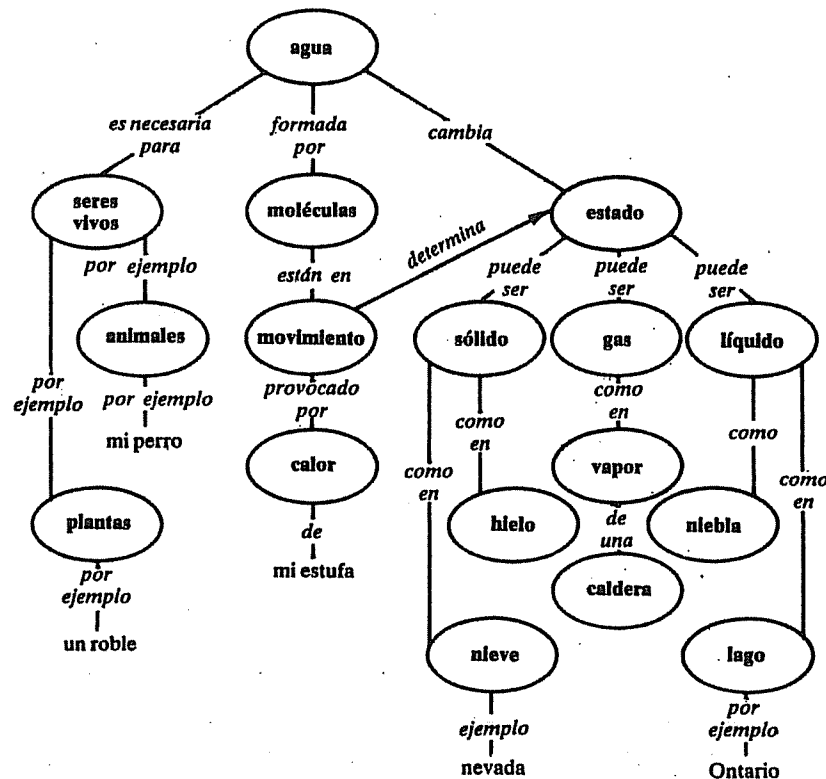 agua
es necesaria
para
formada
por
cambia
seres
vivos
moléculas
estado
determina
por ejemplo
están en
puede
ser
puede
ser
puede
ser
animales
movimiento
sólido
gas
líquido
por
ejemplo
por ejemplo
provocado
por
como
en
como
en
como
en
como
como
en
mi perro
calor
vapor
plantas
de
hielo
de
una
niebla
por
ejemplo
mi estufa
caldera
un roble
nieve
lago
ejemplo
por
ejemplo
nevada
Ontario